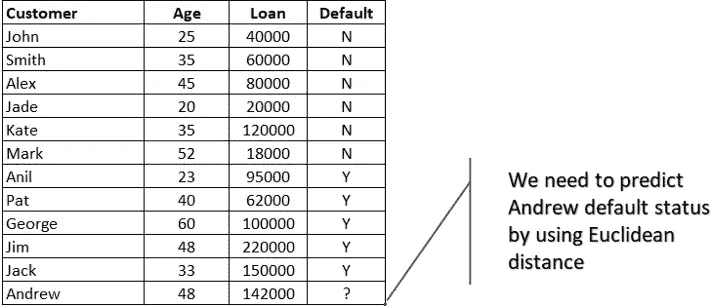 Customer Age Loan Default
John 25 40000 N
Smith 35 60000 N
Alex 45 80000 N
Jade 20 20000 N
Kate 35 120000 N
Mark 52 18000 N
Anil 23 95000 Y
Pat 40 62000 Y
George 60 100000 Y
Jim 48 220000 Y
Jack 33 150000 Y
Andrew 48 142000 ?
We need to predict
Andrew default status
by using Euclidean
distance